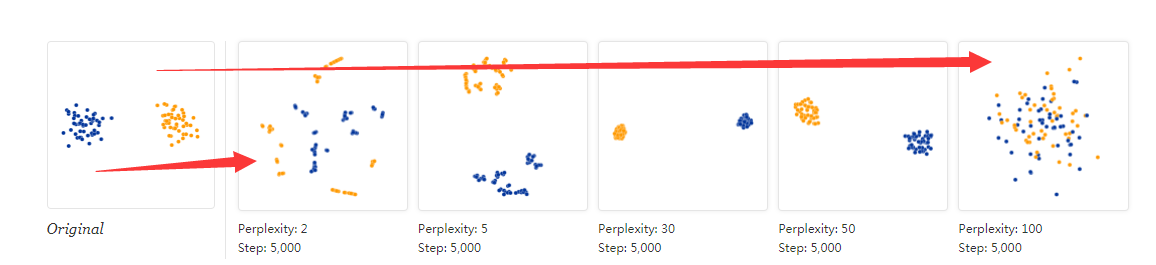 Original
Perplexity: 2
Step: 5,000
Perplexity: 5
Step: 5,000
Perplexity: 30
Step: 5,000
Perplexity: 50
Step: 5,000
Perplexity: 100
Step: 5,000